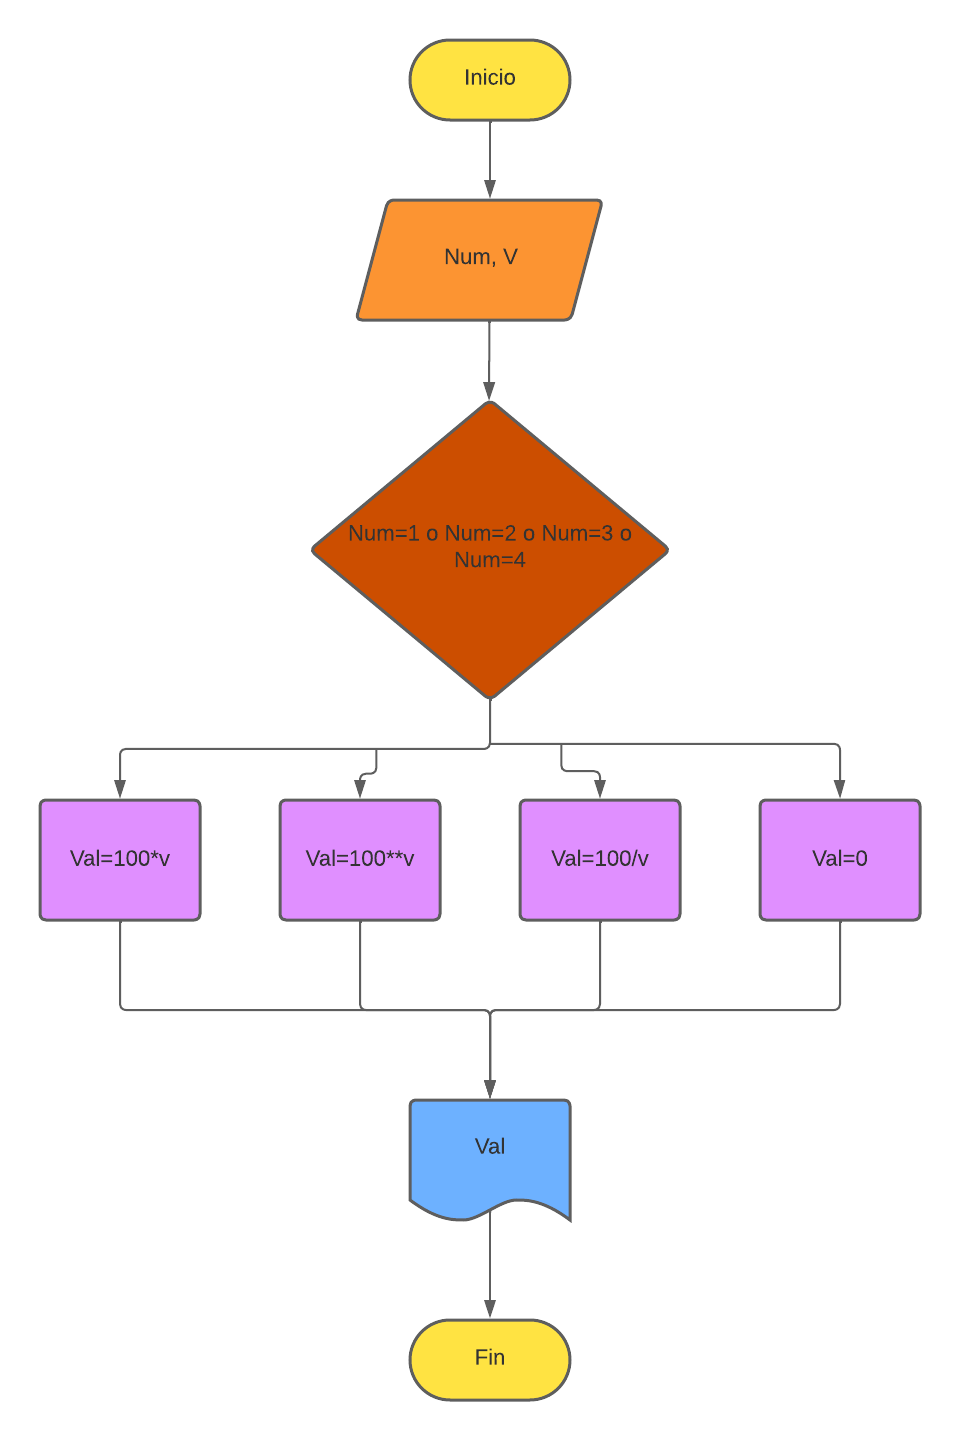 Inicio
Num, V
Num=1 o Num=2 o Num=3 o
Num=4
Val=100*v
Val=100**v
Val=100/v
Val=0
Val
Fin